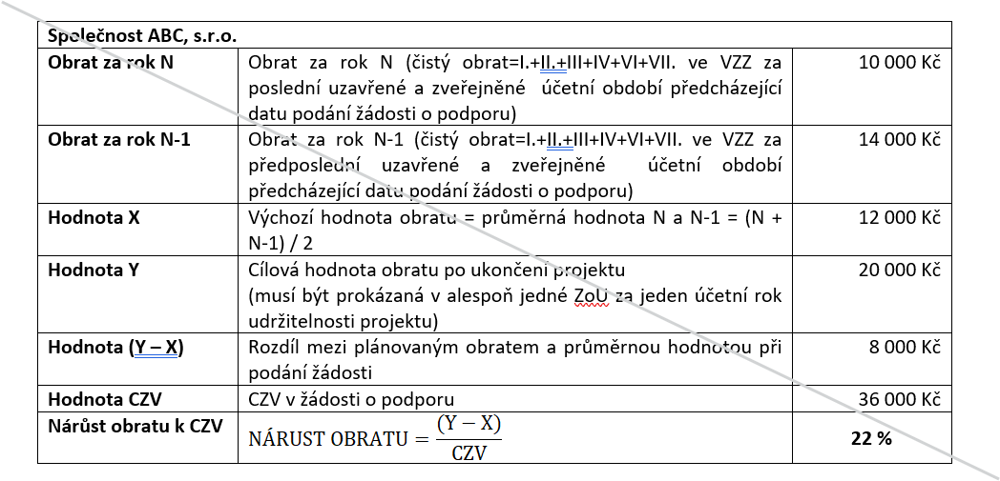 Společnost ABC, s.r.o.
Obrat za rok N
Obrat za rok N (čistý obrat=I.+II.+III+IV+VI+VII. ve VZZ za
poslední uzavřené a zveřejněné účetní období předcházející
datu podání žádosti o podporu)
10 000 Kč
Obrat za rok N-1
Obrat za rok N-1 (čistý obrat=I.+II.+III+IV+VI+VII. ve VZZ za
předposlední uzavřené a zveřejněné účetní období
předcházející datu podání žádosti o podporu)
14 000 Kč
Hodnota X
Výchozí hodnota obratu = průměrná hodnota N a N-1 = (N +
N-1) / 2
12 000 Kč
Hodnota Y
Cílová hodnota obratu po ukončení projektu
(musí být prokázaná v alespoň jedné ZoU za jeden účetní rok
udržitelnosti projektu)
20 000 Kč
Hodnota (Y – X)
Rozdíl mezi plánovaným obratem a průměrnou hodnotou při
podání žádosti
8 000 Kč
Hodnota CZV
CZV v žádosti o podporu
36 000 Kč
Nárůst obratu k CZV
NÁRUST OBRATU = (Y − X) / CZV
22 %